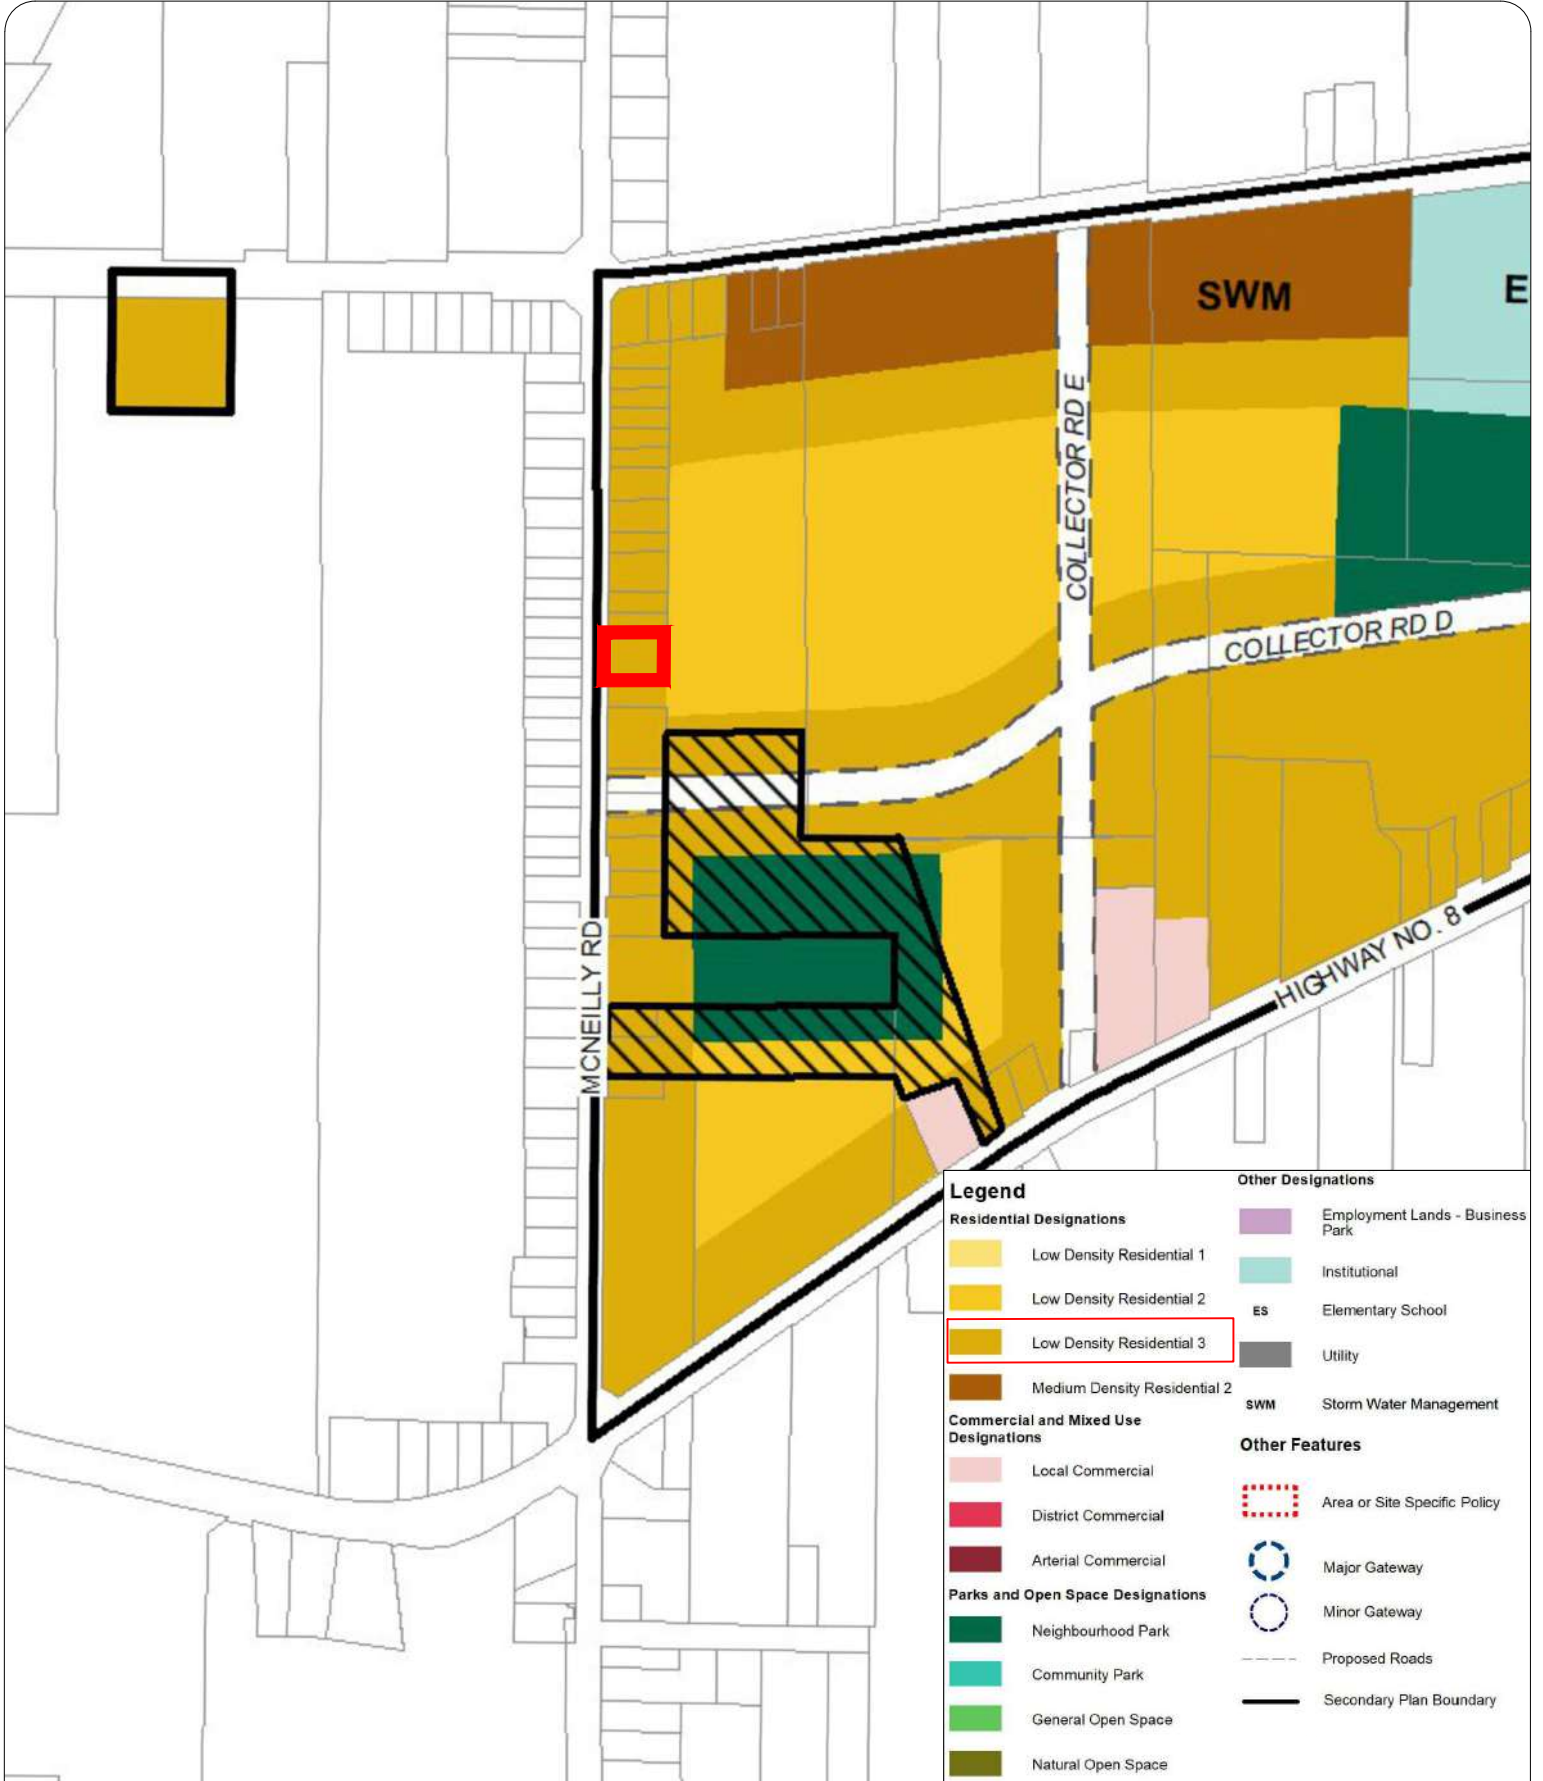 SWM
E
COLLECTOR RD E
COLLECTOR RD D
MCNEILLY RD
HIGHWAY NO. 8
Legend
Residential Designations
Low Density Residential 1
Low Density Residential 2
Low Density Residential 3
Medium Density Residential 2
Commercial and Mixed Use
Designations
Local Commercial
District Commercial
Arterial Commercial
Parks and Open Space Designations
Neighbourhood Park
Community Park
General Open Space
Natural Open Space
Other Designations
Employment Lands - Business
Park
Institutional
ES Elementary School
Utility
SWM Storm Water Management
Other Features
Area or Site Specific Policy
Major Gateway
Minor Gateway
Proposed Roads
Secondary Plan Boundary